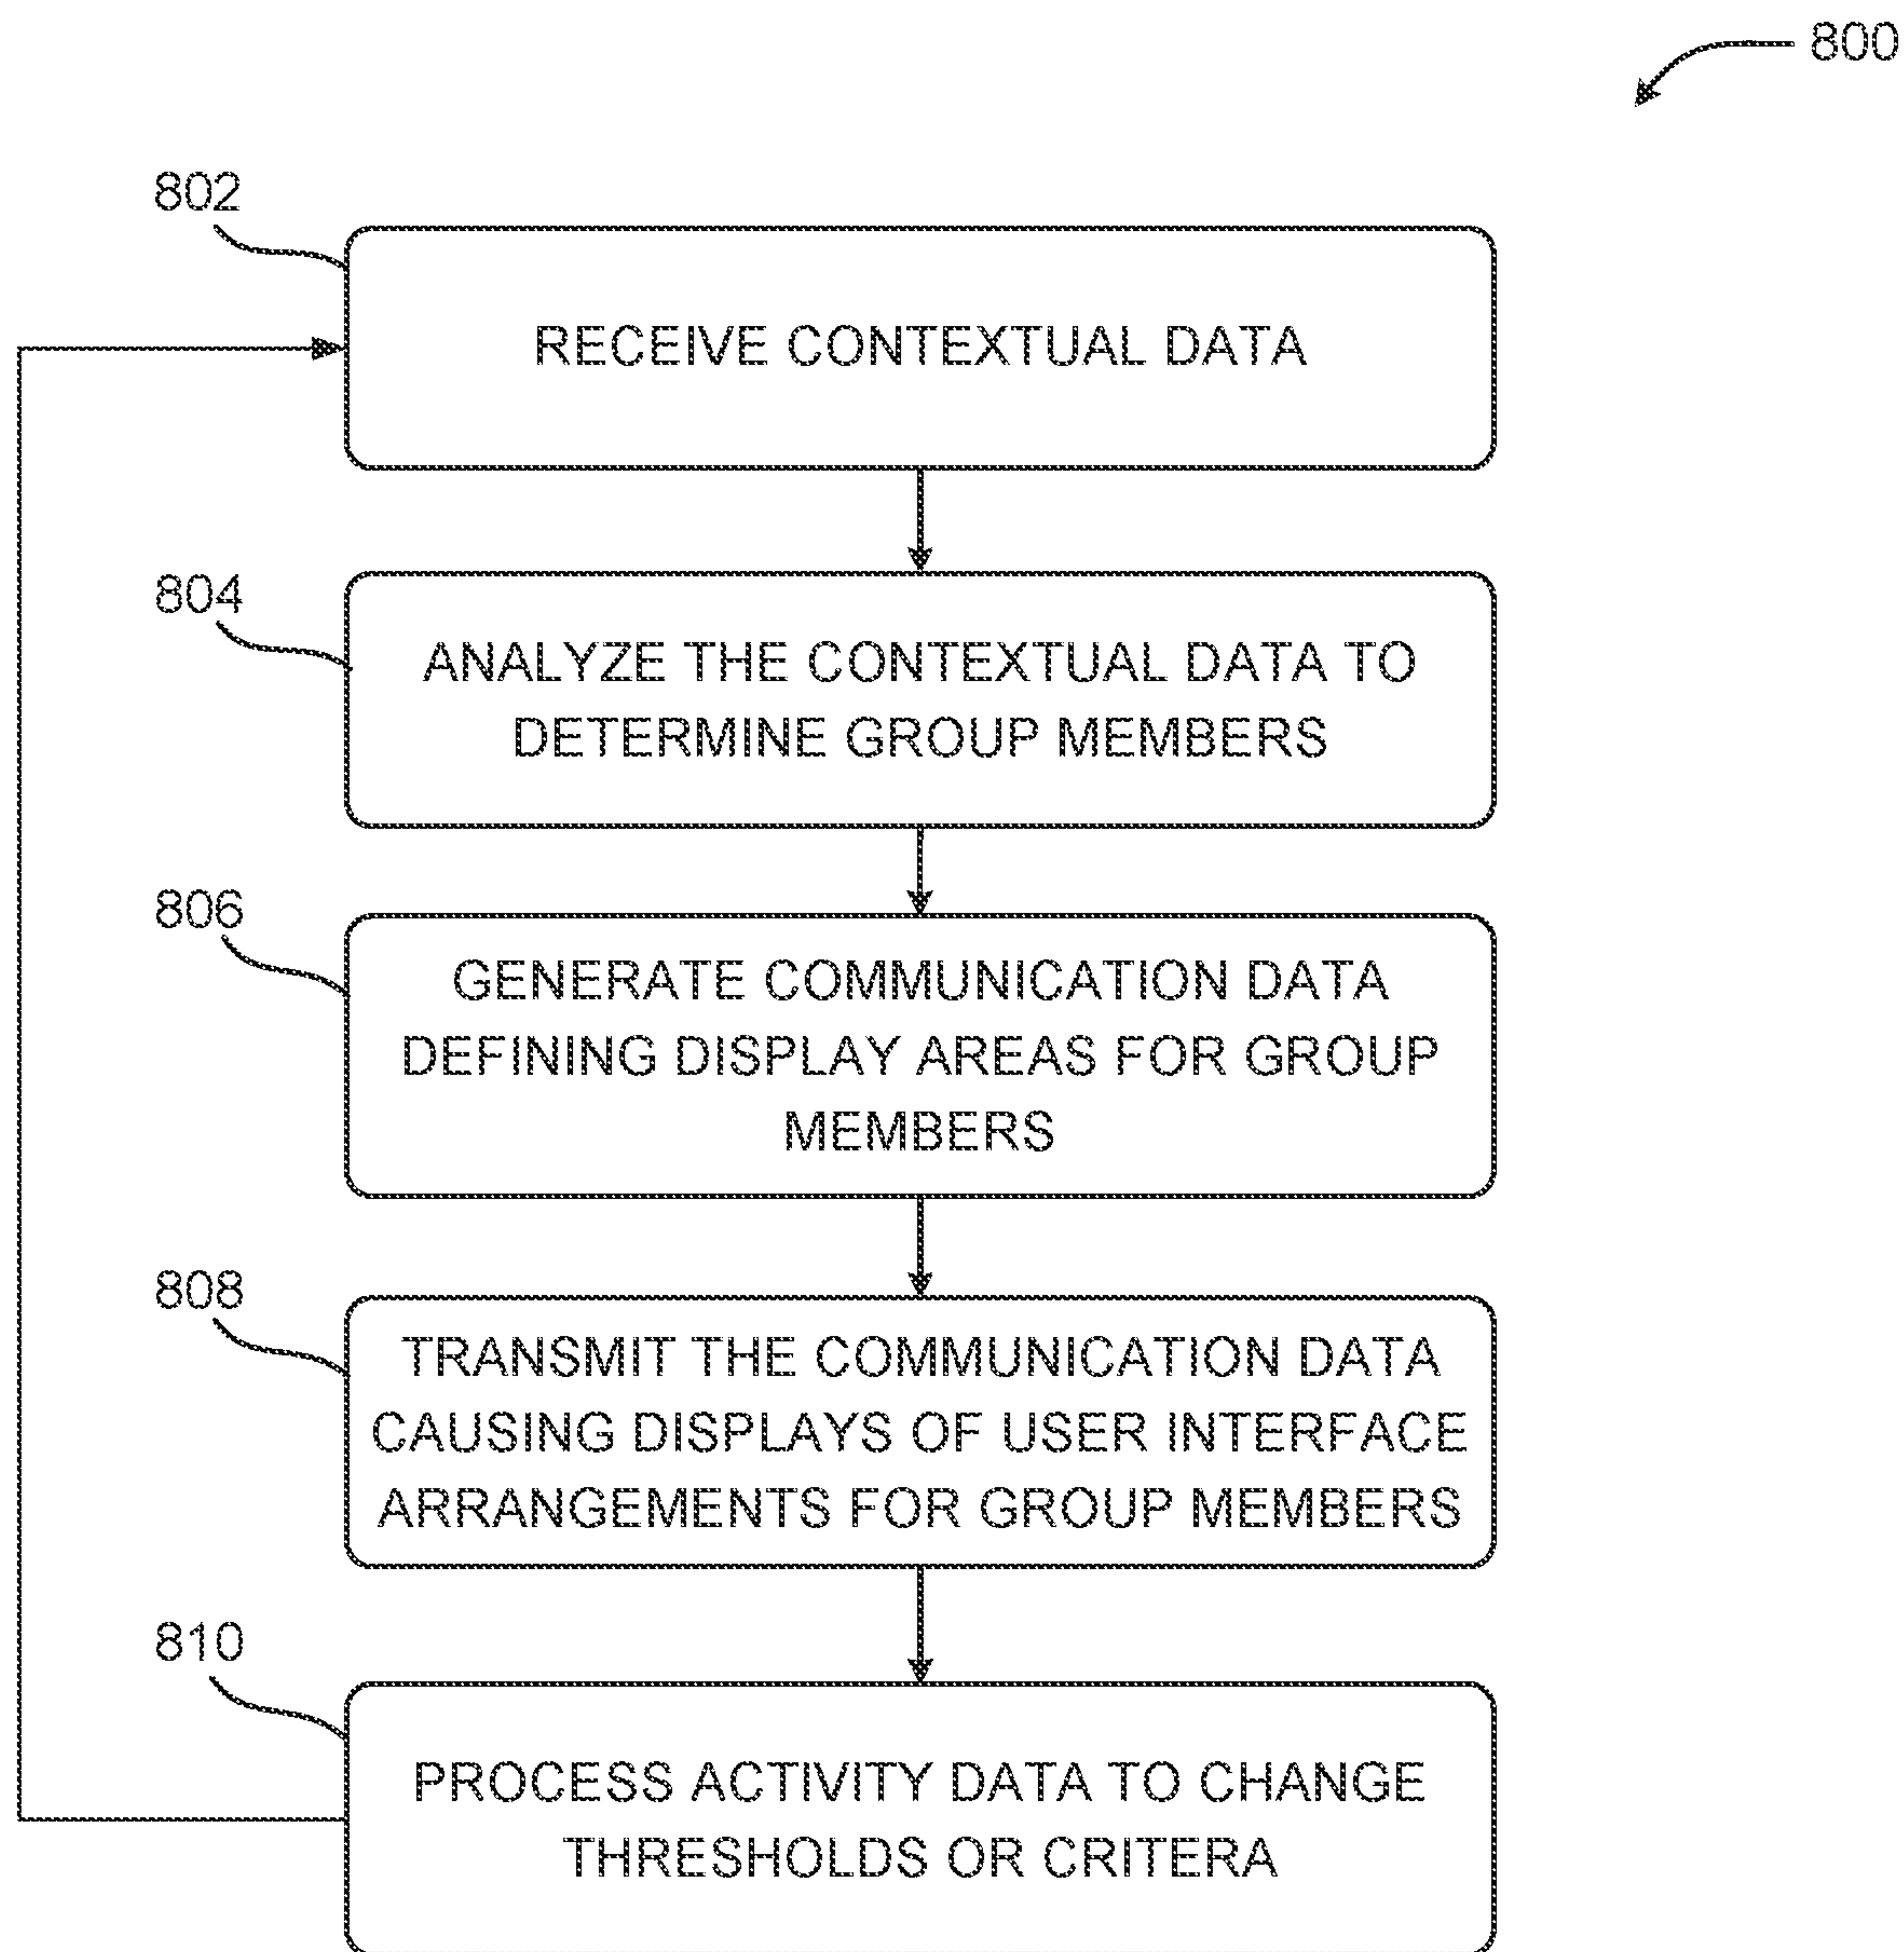 800
802
RECEIVE CONTEXTUAL DATA
804
ANALYZE THE CONTEXTUAL DATA TO
DETERMINE GROUP MEMBERS
806
GENERATE COMMUNICATION DATA
DEFINING DISPLAY AREAS FOR GROUP
MEMBERS
808
TRANSMIT THE COMMUNICATION DATA
CAUSING DISPLAYS OF USER INTERFACE
ARRANGEMENTS FOR GROUP MEMBERS
810
PROCESS ACTIVITY DATA TO CHANGE
THRESHOLDS OR CRITERA